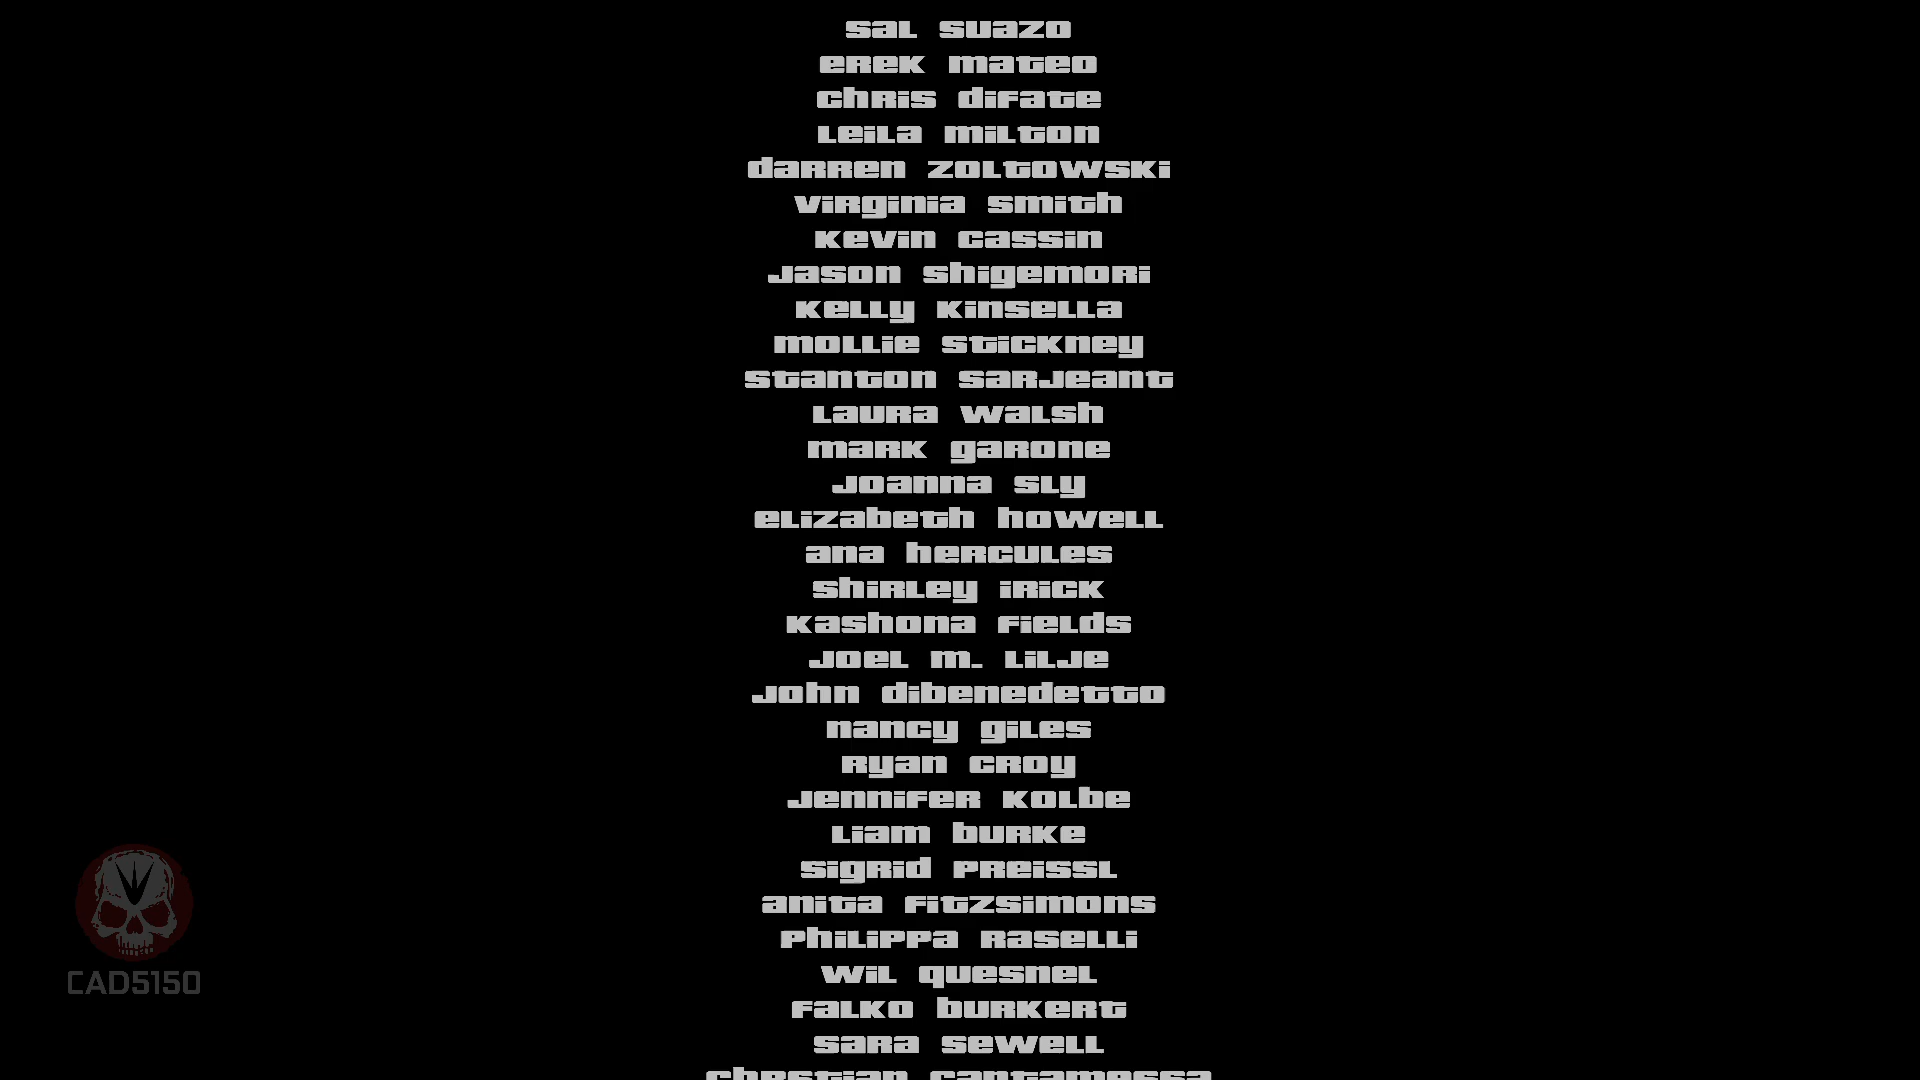 Sal Suazo
Erek Mateo
Chris Difate
Leila Milton
Darren Zoltowski
Virginia Smith
Kevin Cassin
Jason Shigemori
Kelly Kinsella
Mollie Stickney
Stanton Sarjeant
Laura Walsh
Mark Garone
Joanna Sly
Elizabeth Howell
Ana Hercules
Shirley Irick
Kashona Fields
Joel M. Lilje
John Dibenedetto
Nancy Giles
Ryan Croy
Jennifer Kolbe
Liam Burke
Sigrid Preissl
Anita Fitzsimons
Philippa Raselli
Wil Quesnel
Falko Burkert
Sara Sewell
Chrstian Cantamessa
CAD5150